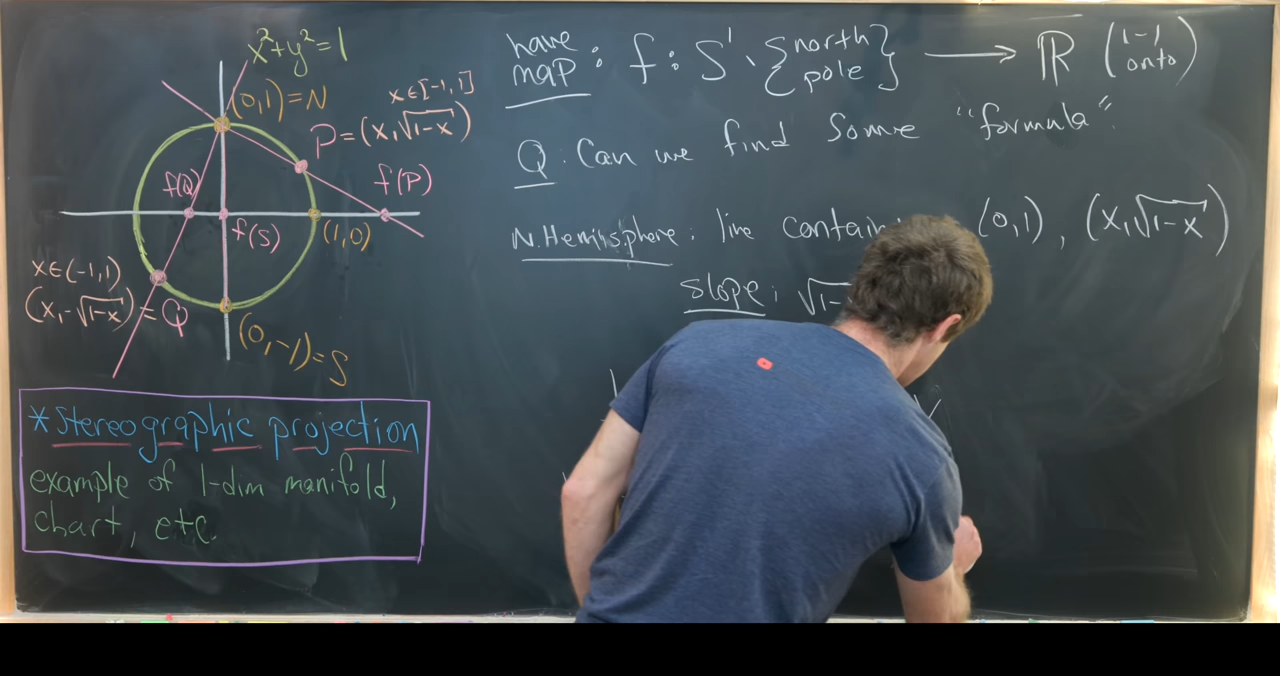 x²+y²=1
(0,1)=N
x∈[-1,1]
P=(x,√1-x)
f(Q)
f(P)
f(S)
(1,0)
x∈(-1,1)
(x,-√1-x)=Q
(0,-1)=S
*Stereographic projection
example of 1-dim manifold,
chart, etc.
have map: f: S¹\{north pole} ⟶ ℝ (1-1 onto)
Q: Can we find some "formula".
N.Hemisphere: line contain (0,1), (x,√1-x)
slope: √1-